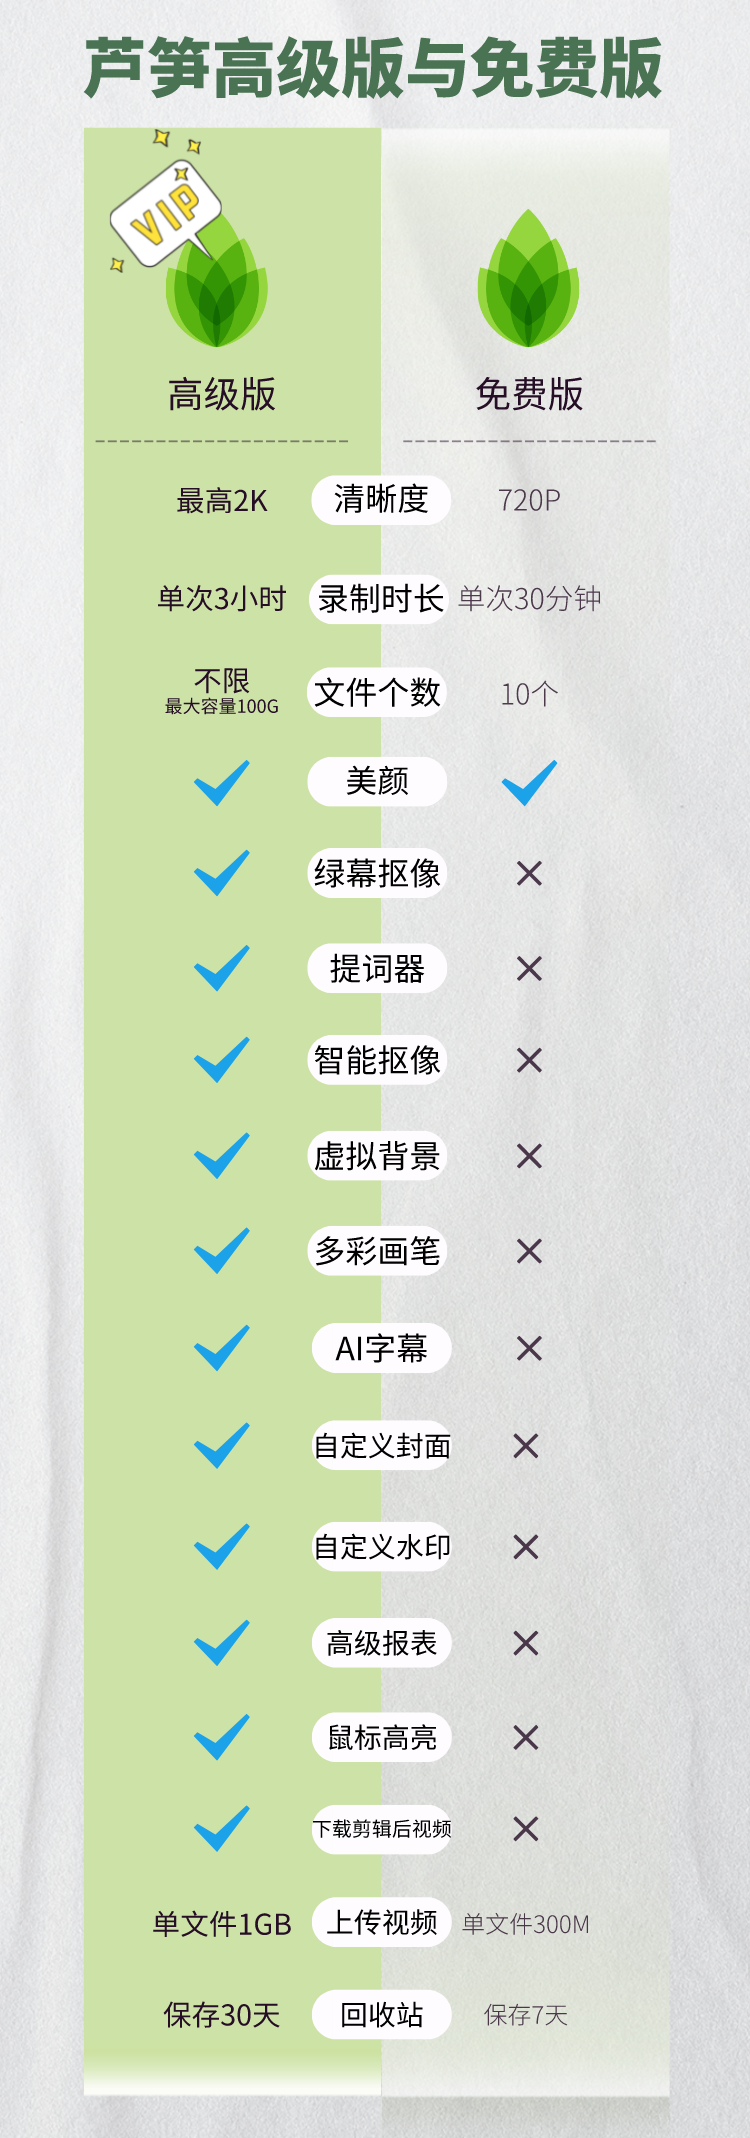 芦笋高级版与免费版
VIP
高级版 免费版
最高2K 清晰度 720P
单次3小时 录制时长 单次30分钟
不限
最大容量100G 文件个数 10个
美颜
绿幕抠像
提词器
智能抠像
虚拟背景
多彩画笔
AI字幕
自定义封面
自定义水印
高级报表
鼠标高亮
下载剪辑后视频
单文件1GB 上传视频 单文件300M
保存30天 回收站 保存7天